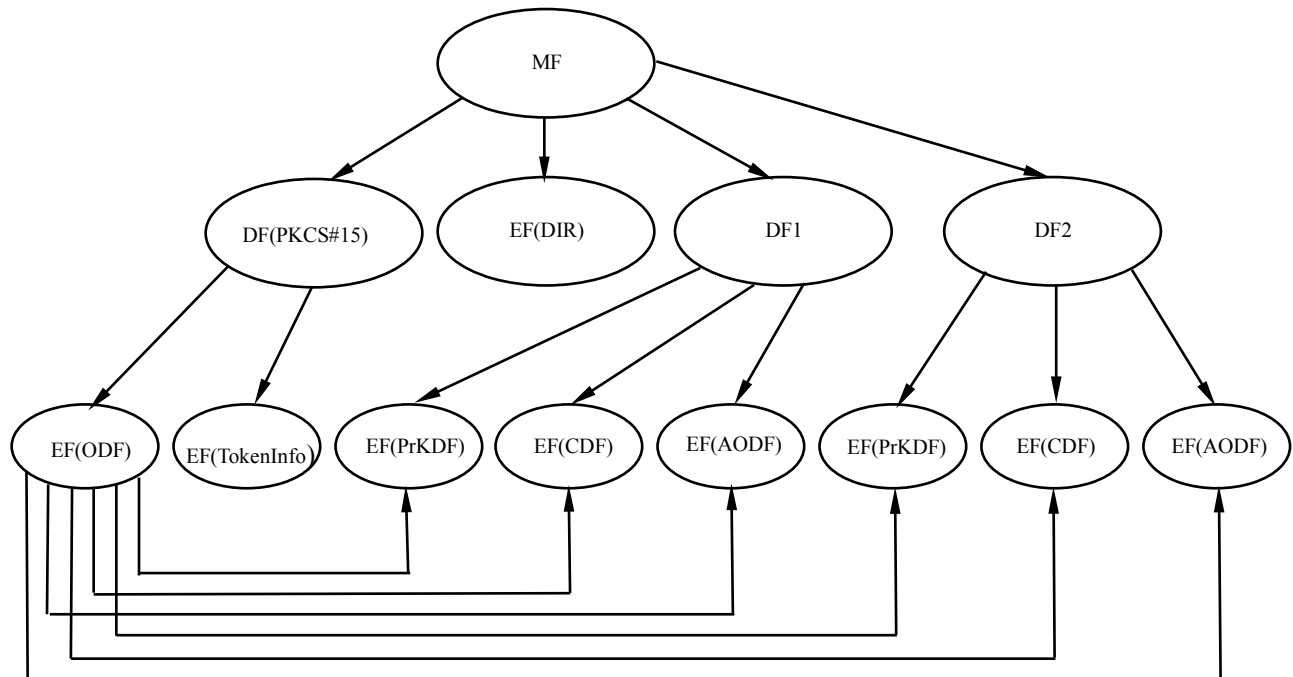 MF
DF(PKCS#15)
EF(DIR)
DF1
DF2
EF(ODF)
EF(TokenInfo)
EF(PrKDF)
EF(CDF)
EF(AODF)
EF(PrKDF)
EF(CDF)
EF(AODF)